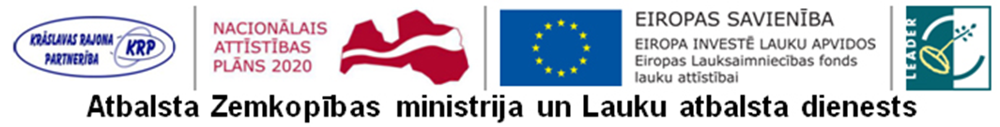 KRĀSLAVAS RAJONA
PARTNERĪBA
KRP
NACIONĀLAIS
ATTĪSTĪBAS
PLĀNS 2020
EIROPAS SAVIENĪBA
EIROPA INVESTĒ LAUKU APVIDOS
Eiropas Lauksaimniecības fonds
lauku attīstībai
LEADER
Atbalsta Zemkopības ministrija un Lauku atbalsta dienests